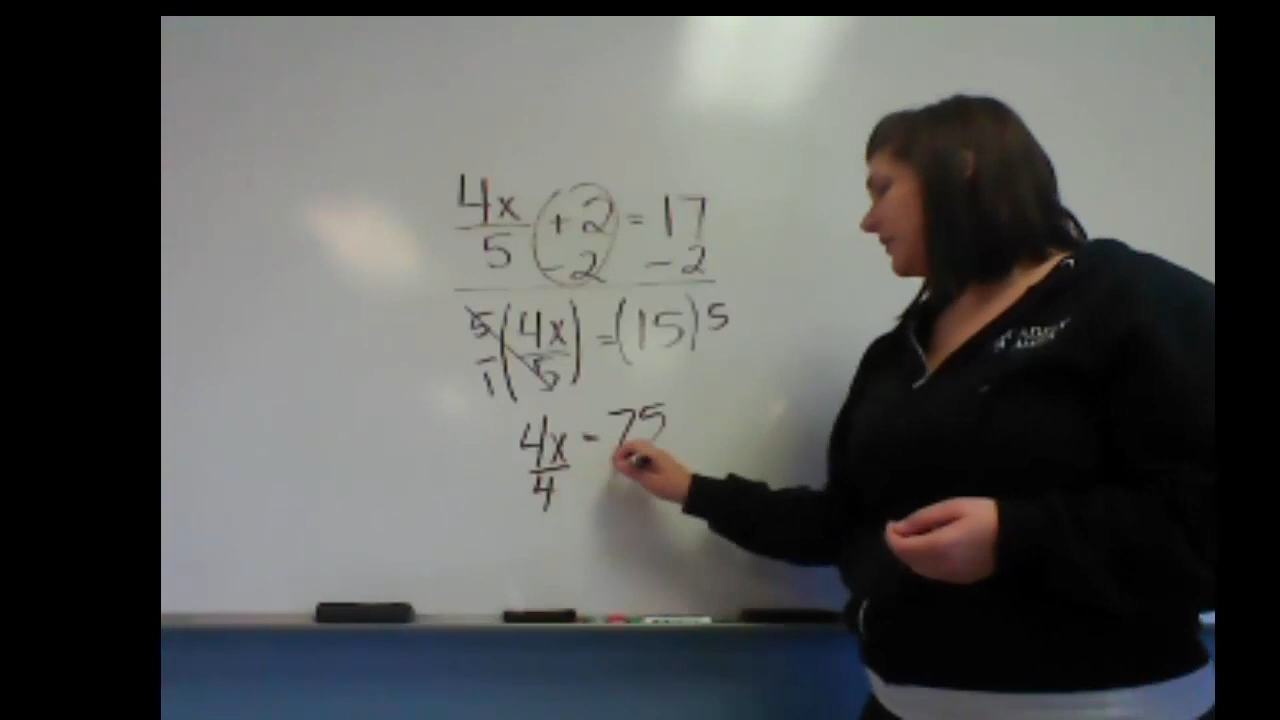 4x/5 + 2 = 17
- 2 - 2
5/1 (4x/5) = (15) 5
4x = 75
4